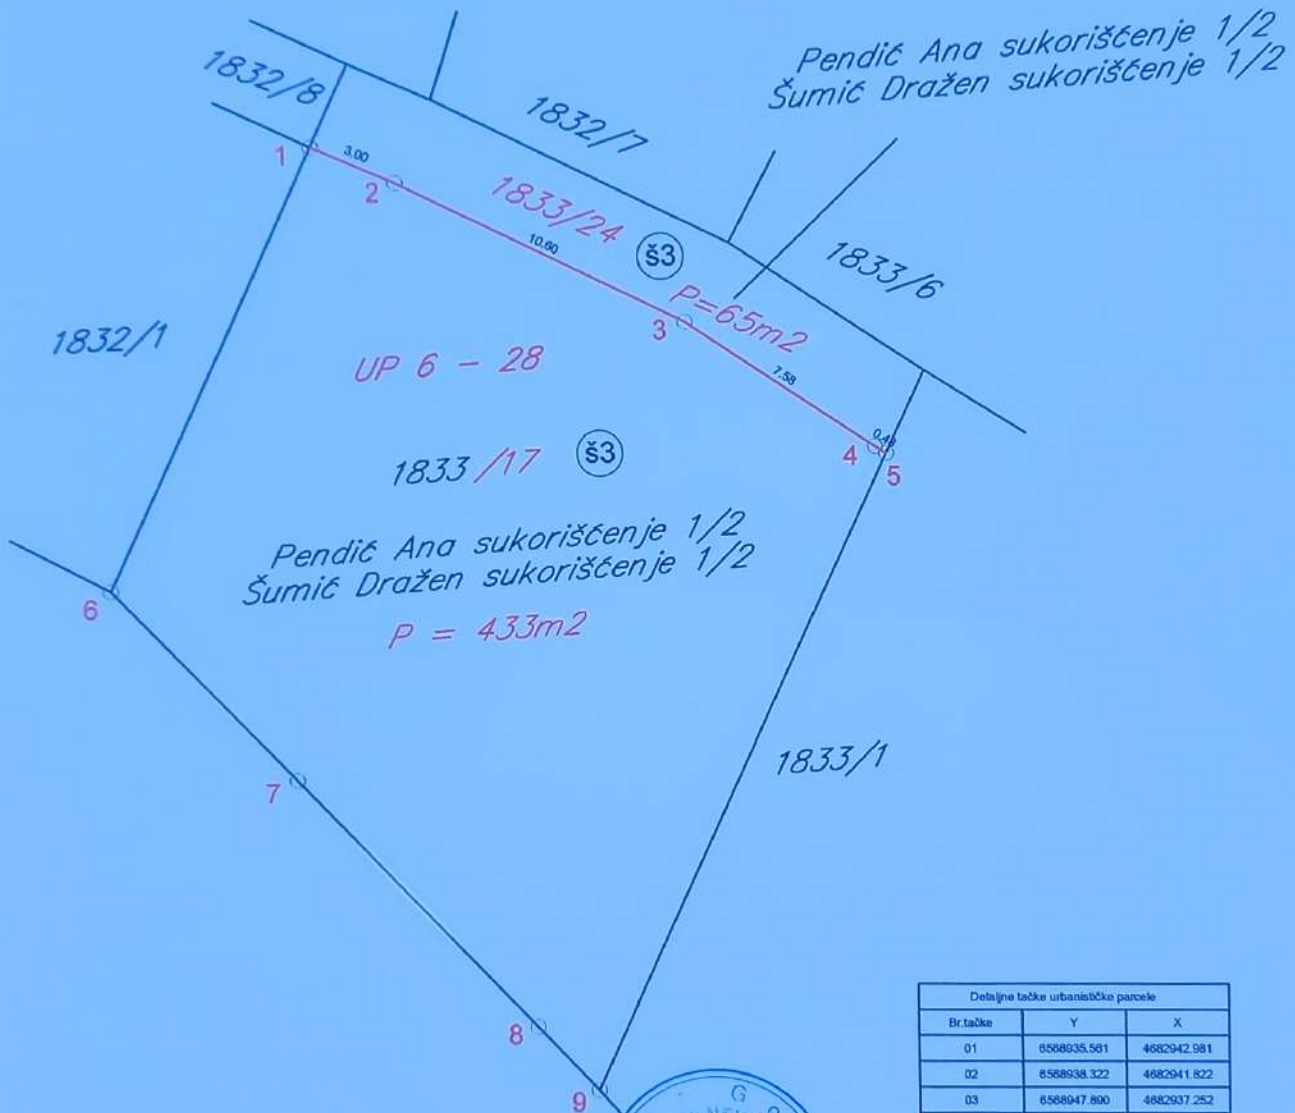 Pendić Ana sukorišćenje 1/2
Šumić Dražen sukorišćenje 1/2
1832/8
1832/7
1
3.00
2
1833/24
š3
10.60
1833/6
P=65m2
3
7.58
1832/1
UP 6 - 28
4
5
1833 /17
š3
Pendić Ana sukorišćenje 1/2
Šumić Dražen sukorišćenje 1/2
6
P = 433m2
1833/1
7
8
9
G
Detaljne tačke urbanističke parcele
Br.tačke Y X
01 6568935.581 4682942.981
02 6568938.322 4682941.822
03 6568947.890 4682937.252